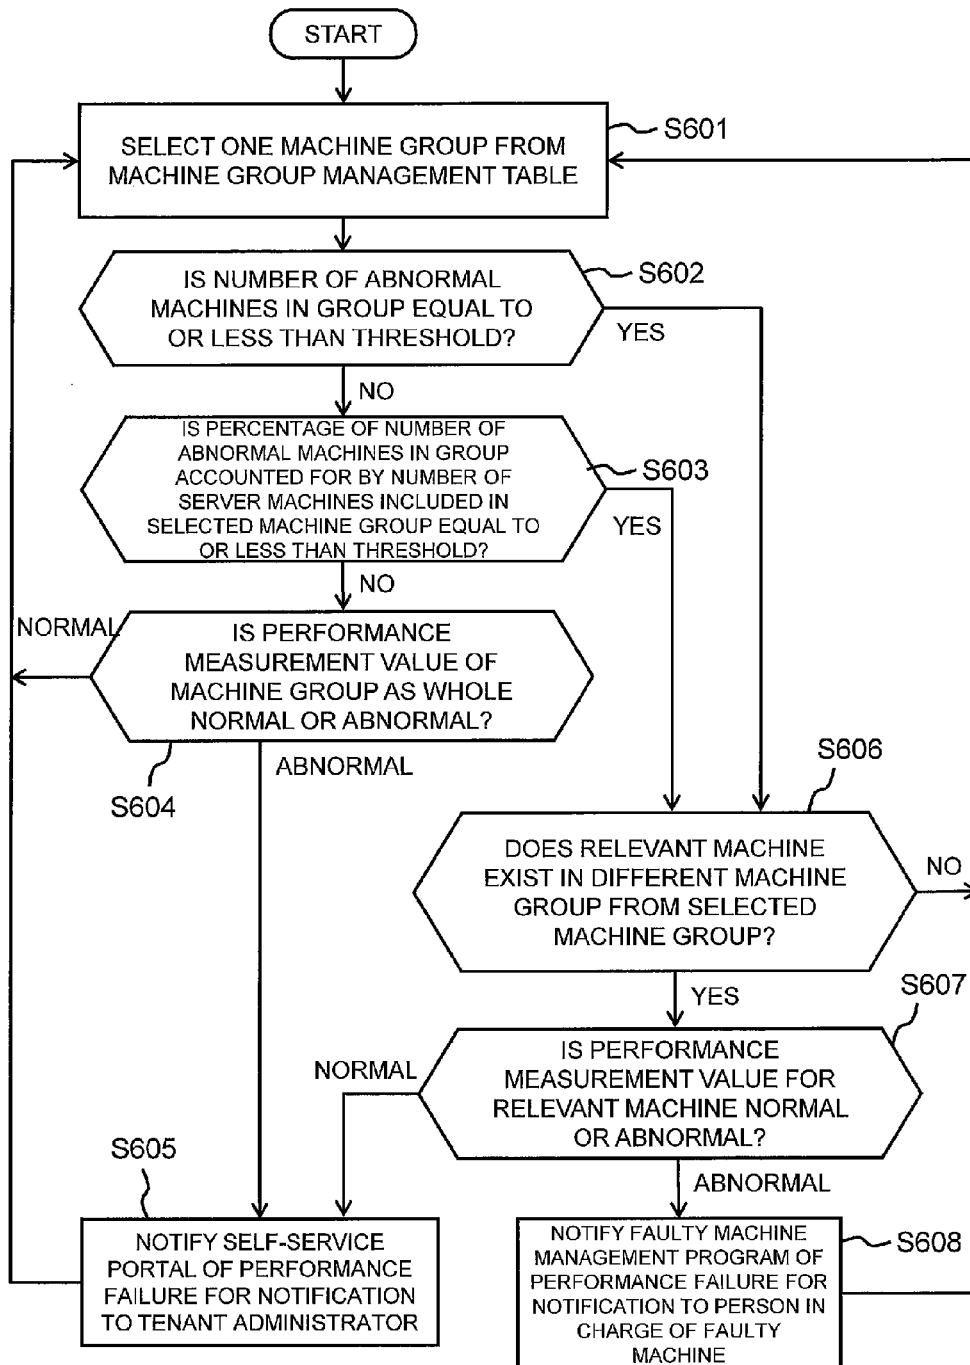 START
S601
SELECT ONE MACHINE GROUP FROM
MACHINE GROUP MANAGEMENT TABLE
S602
IS NUMBER OF ABNORMAL
MACHINES IN GROUP EQUAL TO
OR LESS THAN THRESHOLD?
YES
NO
IS PERCENTAGE OF NUMBER OF
ABNORMAL MACHINES IN GROUP
ACCOUNTED FOR BY NUMBER OF
SERVER MACHINES INCLUDED IN
SELECTED MACHINE GROUP EQUAL TO
OR LESS THAN THRESHOLD?
S603
YES
NO
NORMAL
IS PERFORMANCE
MEASUREMENT VALUE OF
MACHINE GROUP AS WHOLE
NORMAL OR ABNORMAL?
S604
ABNORMAL
S606
DOES RELEVANT MACHINE
EXIST IN DIFFERENT MACHINE
GROUP FROM SELECTED
MACHINE GROUP?
NO
YES
S607
NORMAL
IS PERFORMANCE
MEASUREMENT VALUE FOR
RELEVANT MACHINE NORMAL
OR ABNORMAL?
S605
ABNORMAL
NOTIFY SELF-SERVICE
PORTAL OF PERFORMANCE
FAILURE FOR NOTIFICATION
TO TENANT ADMINISTRATOR
NOTIFY FAULTY MACHINE
MANAGEMENT PROGRAM OF
PERFORMANCE FAILURE FOR
NOTIFICATION TO PERSON IN
CHARGE OF FAULTY
MACHINE
S608